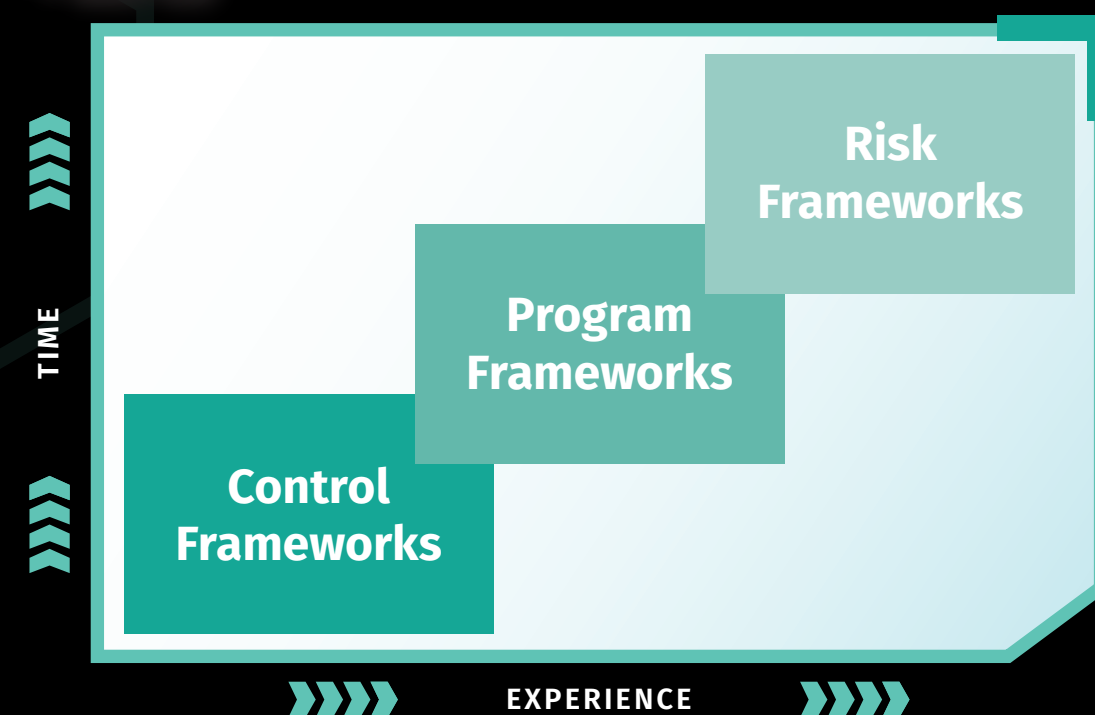 Risk
Frameworks
Program
Frameworks
Control
Frameworks
TIME
EXPERIENCE